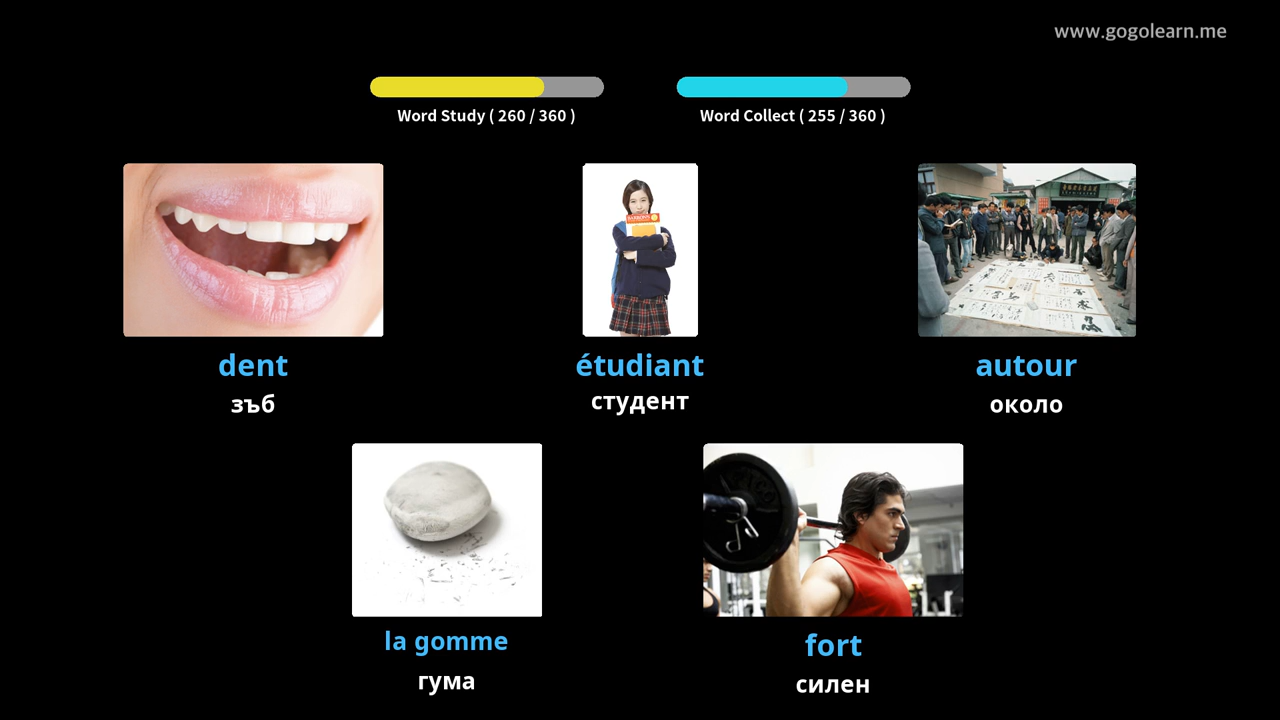 www.gogolearn.me
Word Study ( 260 / 360 )
Word Collect ( 255 / 360 )
dent
зъб
étudiant
студент
autour
около
la gomme
гума
fort
силен